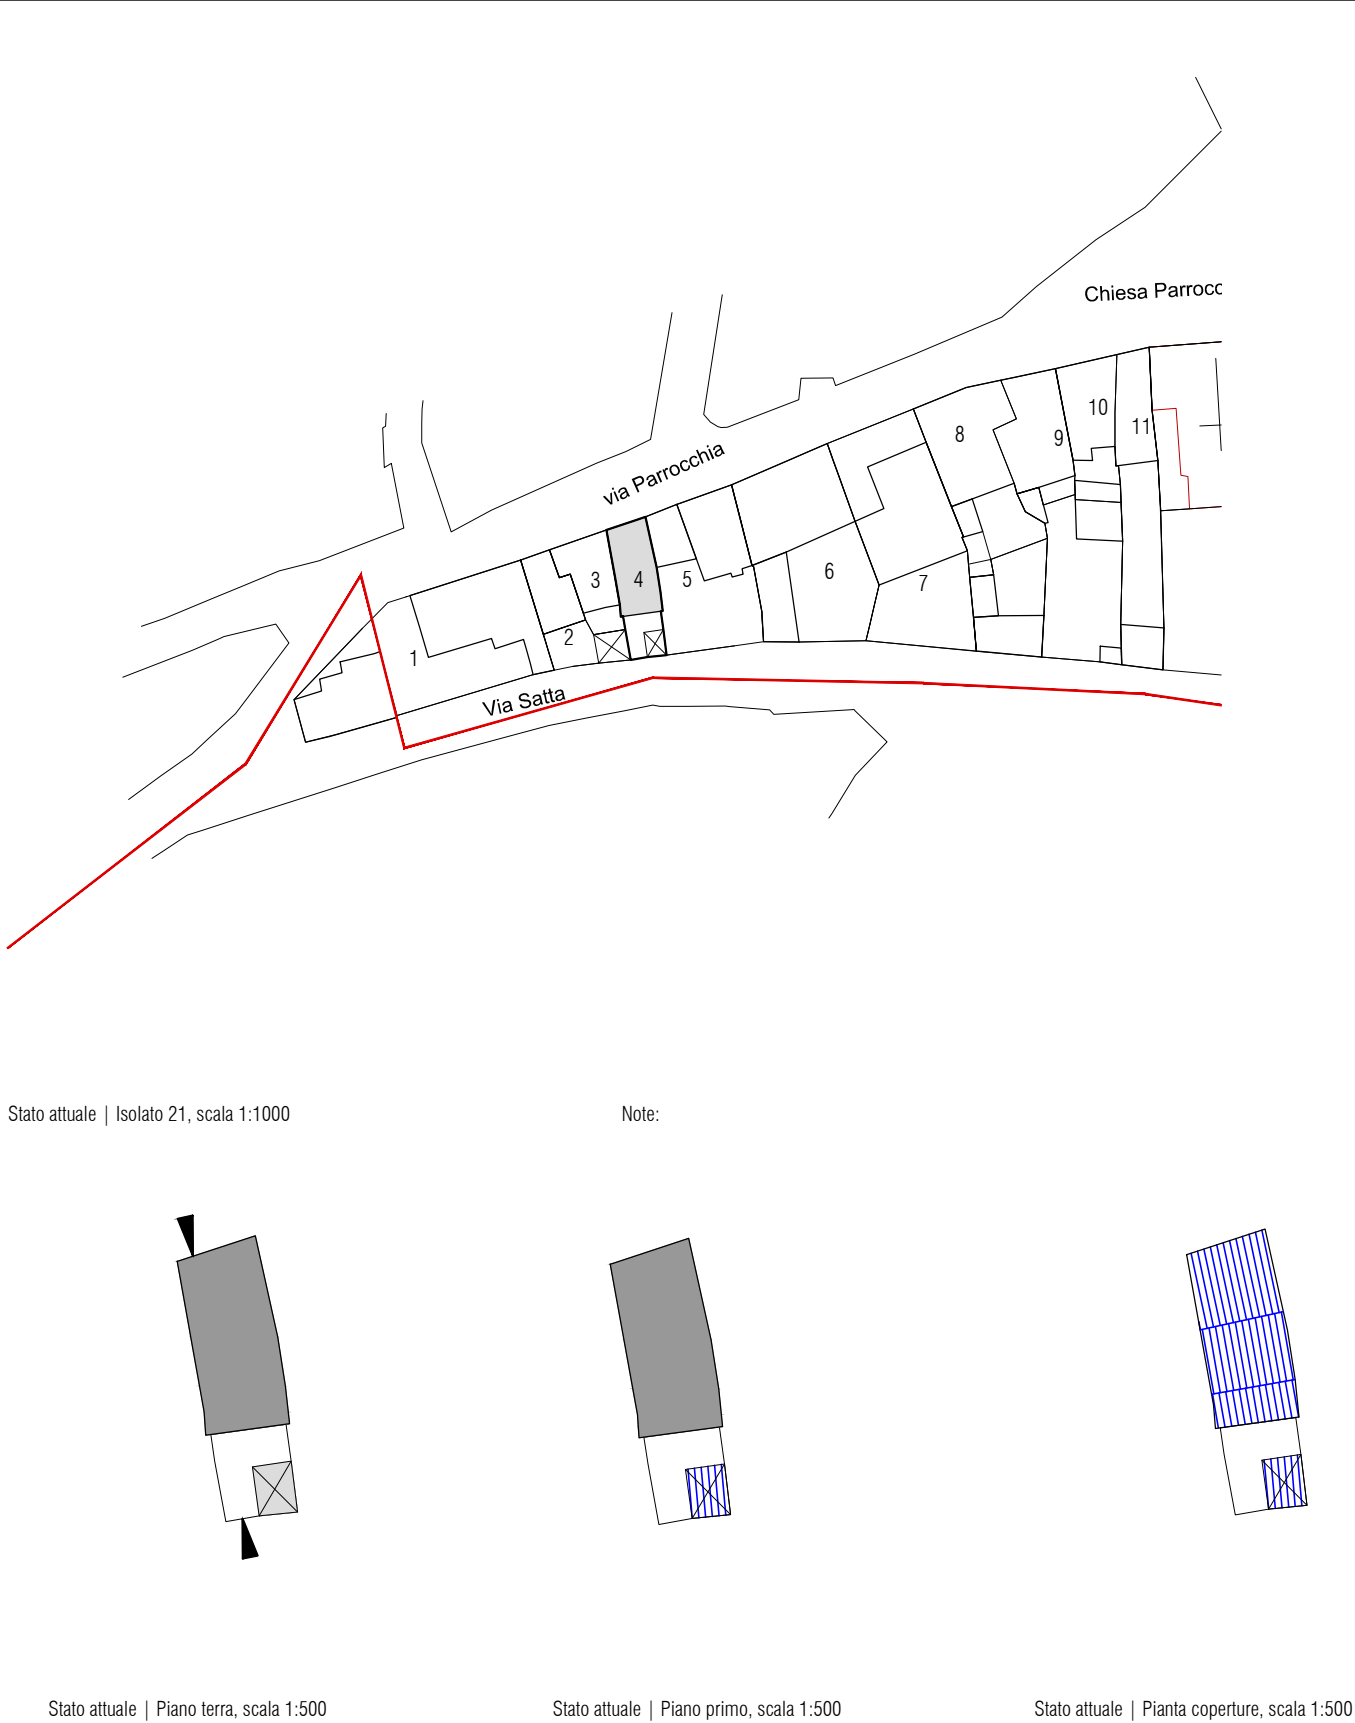 Chiesa Parrocc
via Parrocchia
1
2
3
4
5
6
7
8
9
10
11
Via Satta
Stato attuale | Isolato 21, scala 1:1000
Note:
Stato attuale | Piano terra, scala 1:500
Stato attuale | Piano primo, scala 1:500
Stato attuale | Pianta coperture, scala 1:500